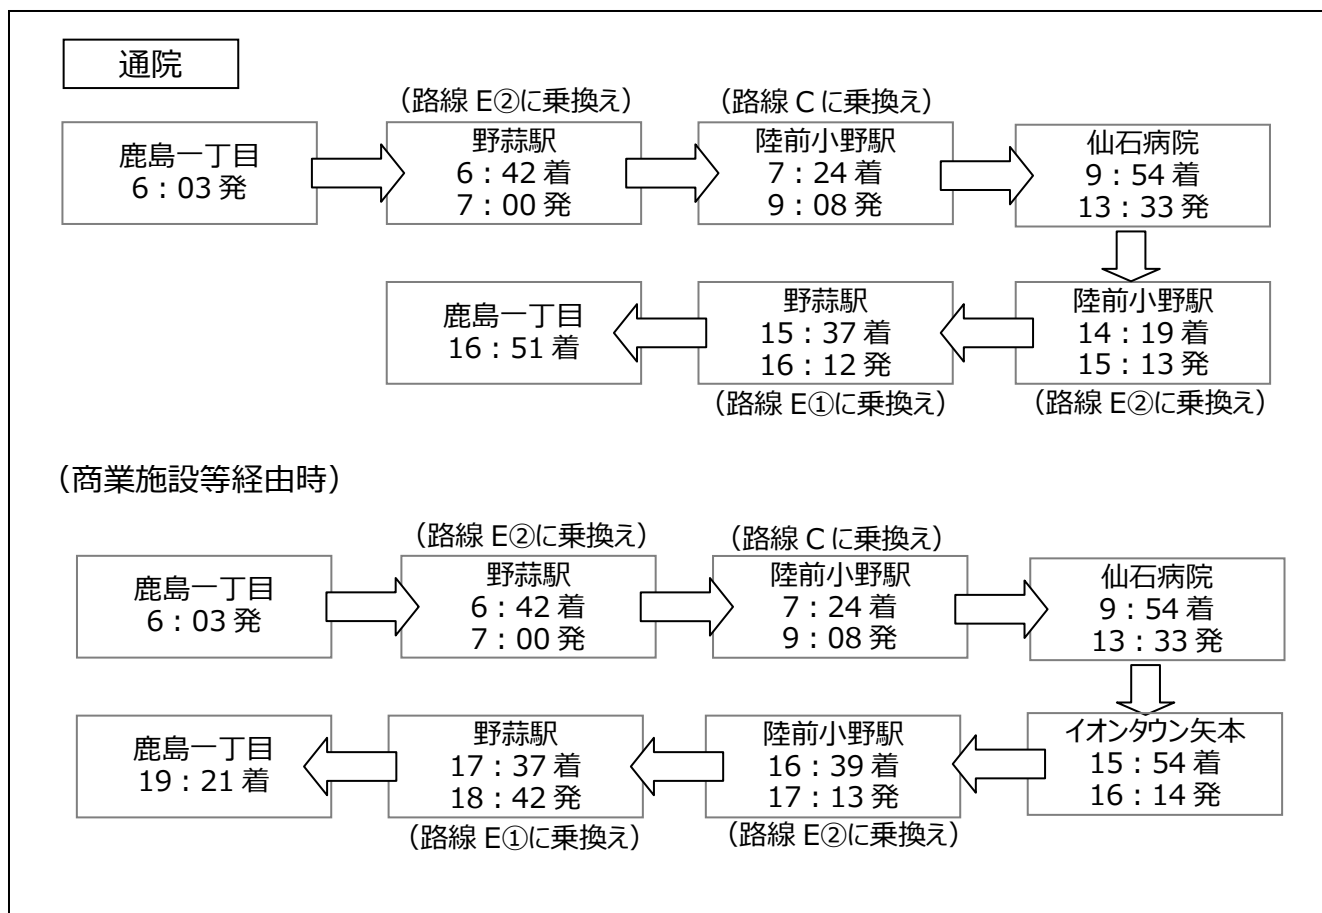 通院
（路線 E②に乗換え）
（路線 C に乗換え）
鹿島一丁目
6：03 発
野蒜駅
6：42 着
7：00 発
陸前小野駅
7：24 着
9：08 発
仙石病院
9：54 着
13：33 発
鹿島一丁目
16：51 着
野蒜駅
15：37 着
16：12 発
（路線 E①に乗換え）
陸前小野駅
14：19 着
15：13 発
（路線 E②に乗換え）
（商業施設等経由時）
（路線 E②に乗換え）
（路線 C に乗換え）
鹿島一丁目
6：03 発
野蒜駅
6：42 着
7：00 発
陸前小野駅
7：24 着
9：08 発
仙石病院
9：54 着
13：33 発
鹿島一丁目
19：21 着
野蒜駅
17：37 着
18：42 発
（路線 E①に乗換え）
陸前小野駅
16：39 着
17：13 発
（路線 E②に乗換え）
イオンタウン矢本
15：54 着
16：14 発